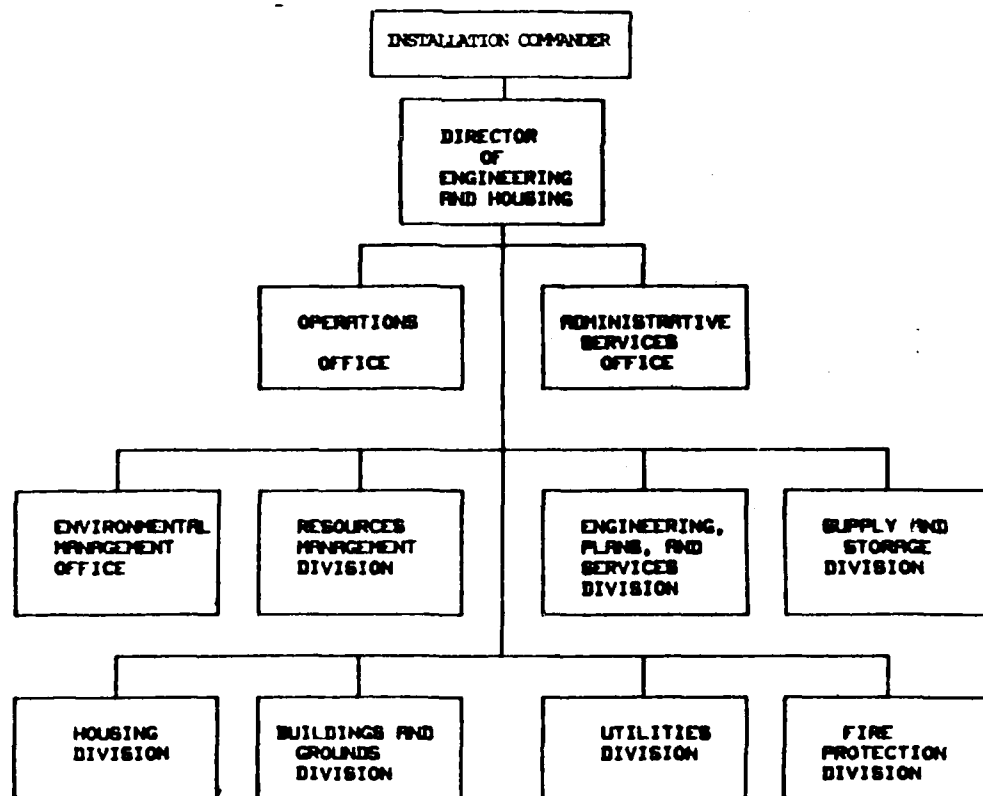 INSTALLATION COMMANDER
DIRECTOR
OF
ENGINEERING
AND HOUSING
OPERATIONS
OFFICE
ADMINISTRATIVE
SERVICES
OFFICE
ENVIRONMENTAL
MANAGEMENT
OFFICE
RESOURCES
MANAGEMENT
DIVISION
ENGINEERING,
PLANS, AND
SERVICES
DIVISION
SUPPLY AND
STORAGE
DIVISION
HOUSING
DIVISION
BUILDINGS AND
GROUNDS
DIVISION
UTILITIES
DIVISION
FIRE
PROTECTION
DIVISION